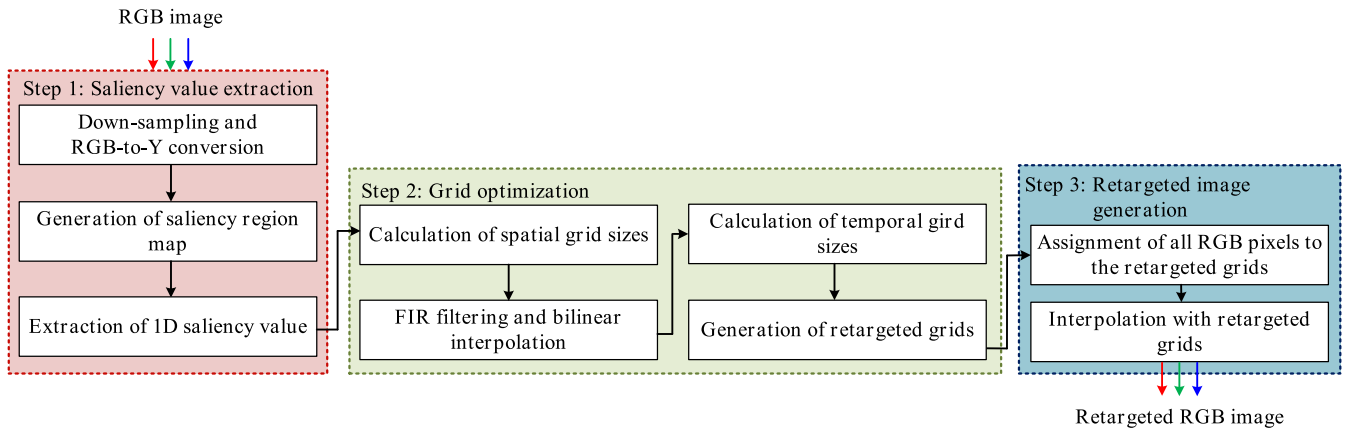 RGB image
Step 1: Saliency value extraction
Down-sampling and
RGB-to-Y conversion
Generation of saliency region
map
Extraction of 1D saliency value
Step 2: Grid optimization
Calculation of spatial grid sizes
FIR filtering and bilinear
interpolation
Calculation of temporal gird
sizes
Generation of retargeted grids
Step 3: Retargeted image
generation
Assignment of all RGB pixels to
the retargeted grids
Interpolation with retargeted
grids
Retargeted RGB image